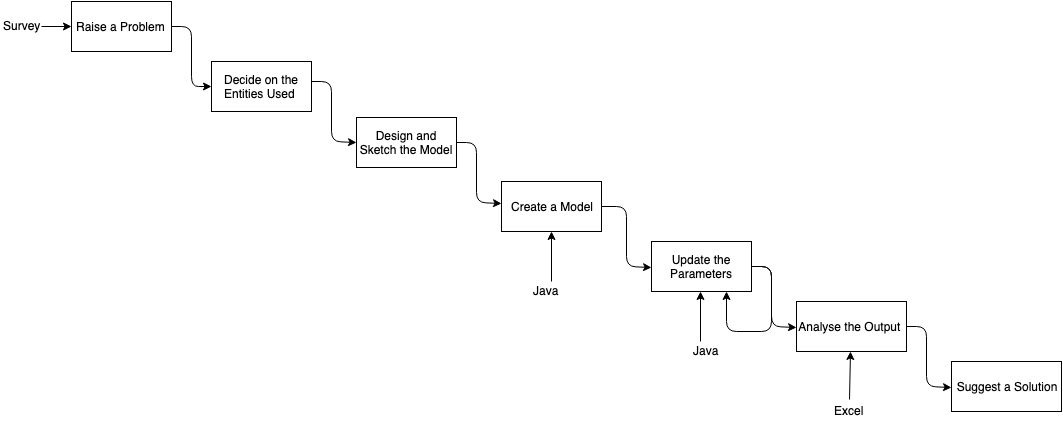 Survey
Raise a Problem
Decide on the
Entities Used
Design and
Sketch the Model
Create a Model
Java
Update the
Parameters
Java
Analyse the Output
Excel
Suggest a Solution